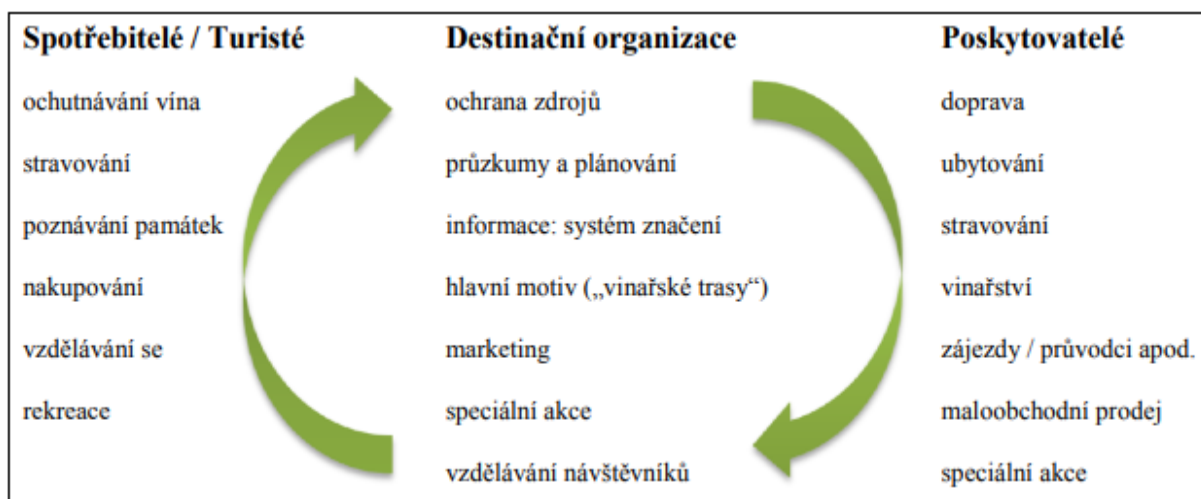 Spotřebitelé / Turisté
ochutnávání vína
stravování
poznávání památek
nakupování
vzdělávání se
rekreace
Destinační organizace
ochrana zdrojů
průzkumy a plánování
informace: systém značení
hlavní motiv („vinařské trasy“)
marketing
speciální akce
vzdělávání návštěvníků
Poskytovatelé
doprava
ubytování
stravování
vinařství
zájezdy / průvodci apod.
maloobchodní prodej
speciální akce